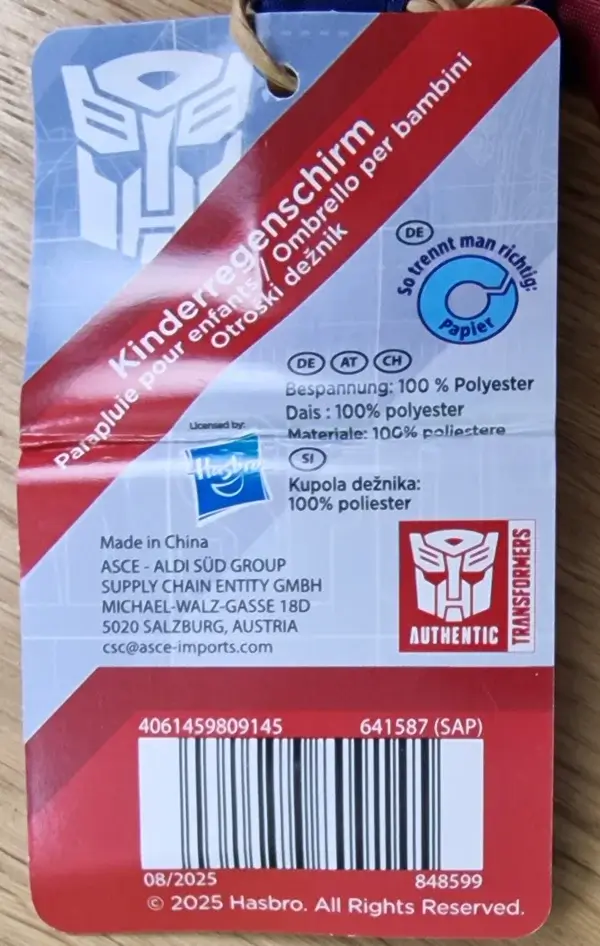 Kinderregenschirm
Parapluie pour enfants / Ombrello per bambini
Otroški dežnik
DE
So trennt man richtig:
Papier
DE AT CH
Bespannung: 100 % Polyester
Dais : 100% polyester
Materiale: 100% poliestere
SI
Kupola dežnika:
100% poliester
Licensed by:
Hasbro
Made in China
ASCE - ALDI SÜD GROUP
SUPPLY CHAIN ENTITY GMBH
MICHAEL-WALZ-GASSE 18D
5020 SALZBURG, AUSTRIA
csc@asce-imports.com
AUTHENTIC
TRANSFORMERS
4061459809145 641587 (SAP)
08/2025 848599
© 2025 Hasbro. All Rights Reserved.